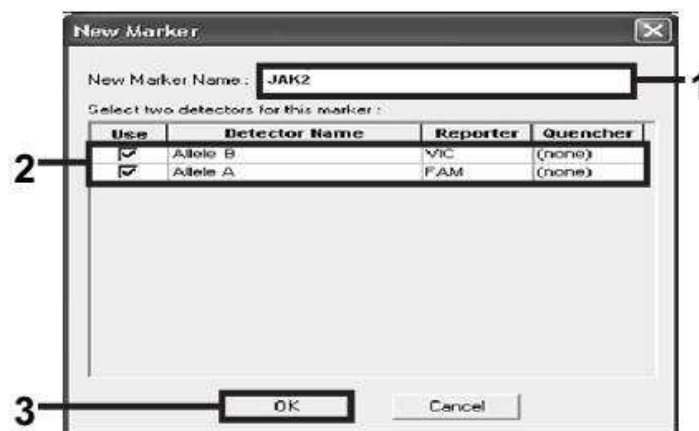 New Marker
New Marker Name : JAK2 1
Select two detectors for this marker :
Use Detector Name Reporter Quencher
2 Allele B VIC (none)
Allele A FAM (none)
3 OK Cancel